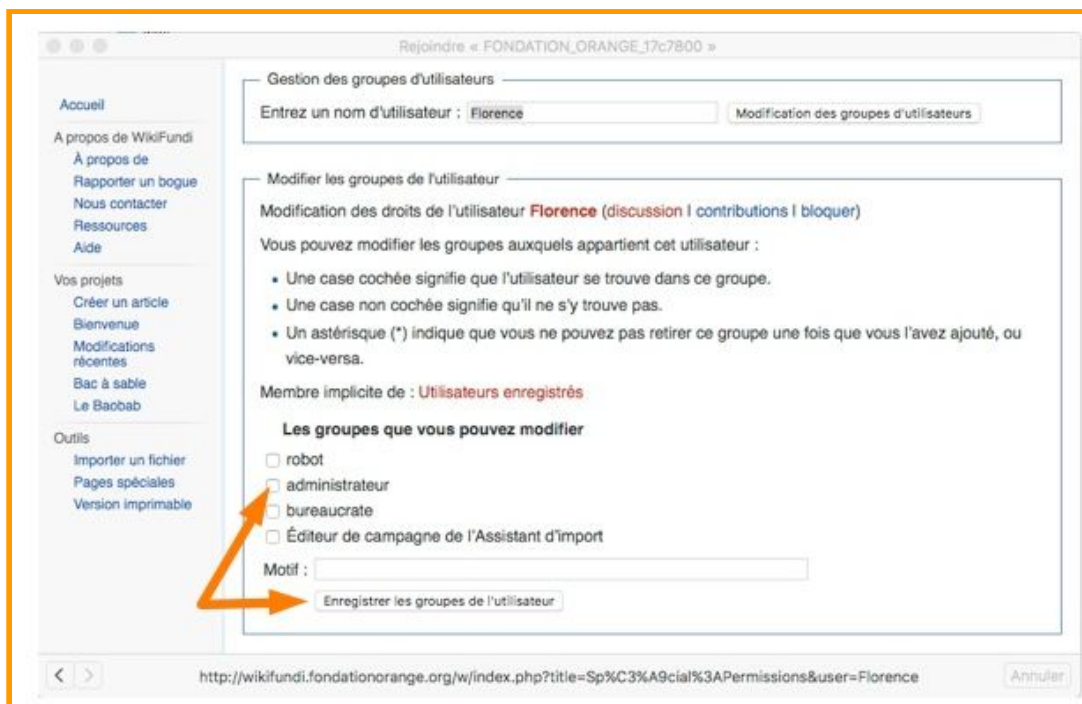 Rejoindre « FONDATION_ORANGE_17c7800 »
Accueil
A propos de WikiFundi
À propos de
Rapporter un bogue
Nous contacter
Ressources
Aide
Vos projets
Créer un article
Bienvenue
Modifications
récentes
Bac à sable
Le Baobab
Outils
Importer un fichier
Pages spéciales
Version imprimable
Gestion des groupes d'utilisateurs
Entrez un nom d'utilisateur : Florence Modification des groupes d'utilisateurs
Modifier les groupes de l'utilisateur
Modification des droits de l'utilisateur Florence (discussion | contributions | bloquer)
Vous pouvez modifier les groupes auxquels appartient cet utilisateur :
• Une case cochée signifie que l'utilisateur se trouve dans ce groupe.
• Une case non cochée signifie qu'il ne s'y trouve pas.
• Un astérisque (*) indique que vous ne pouvez pas retirer ce groupe une fois que vous l'avez ajouté, ou
vice-versa.
Membre implicite de : Utilisateurs enregistrés
Les groupes que vous pouvez modifier
robot
administrateur
bureaucrate
Éditeur de campagne de l'Assistant d'import
Motif :
Enregistrer les groupes de l'utilisateur
http://wikifundi.fondationorange.org/w/index.php?title=Sp%C3%A9cial%3APermissions&user=Florence Annuler